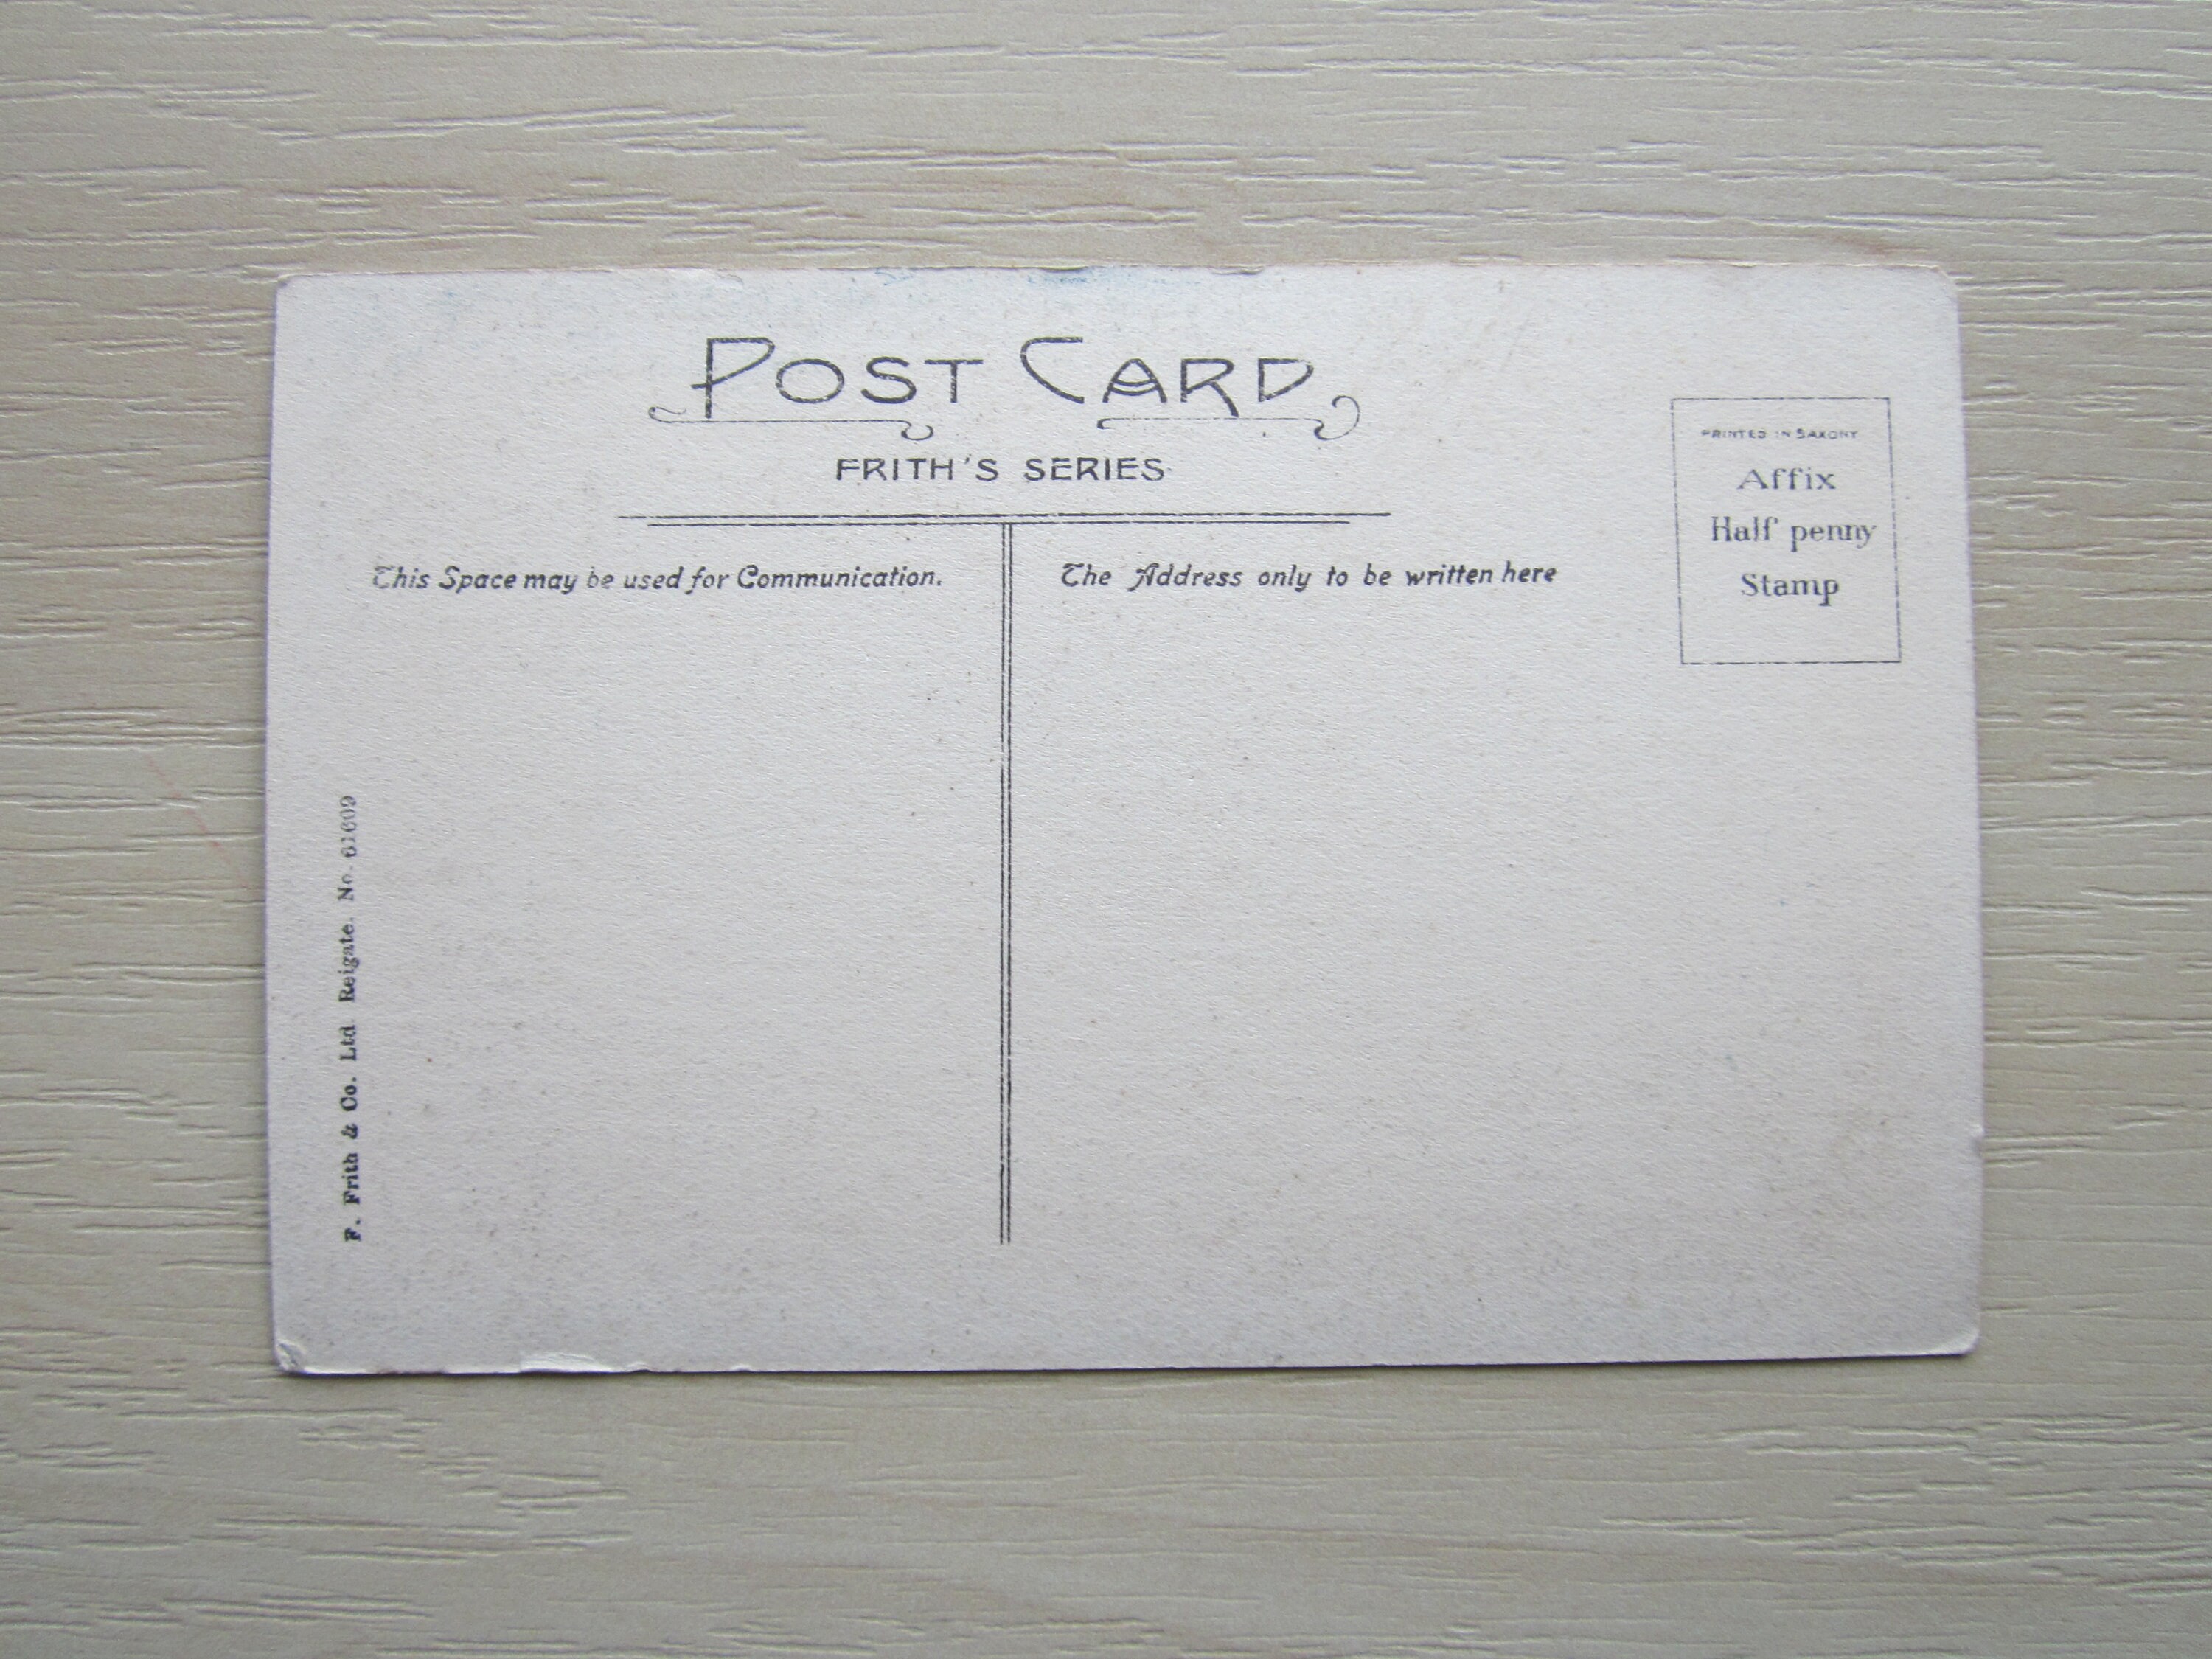 POST CARD
FRITH'S SERIES
PRINTED IN SAXONY
Affix
Half penny
Stamp
This Space may be used for Communication.
The Address only to be written here
F. Frith & Co. Ltd Reigate. No. 61609